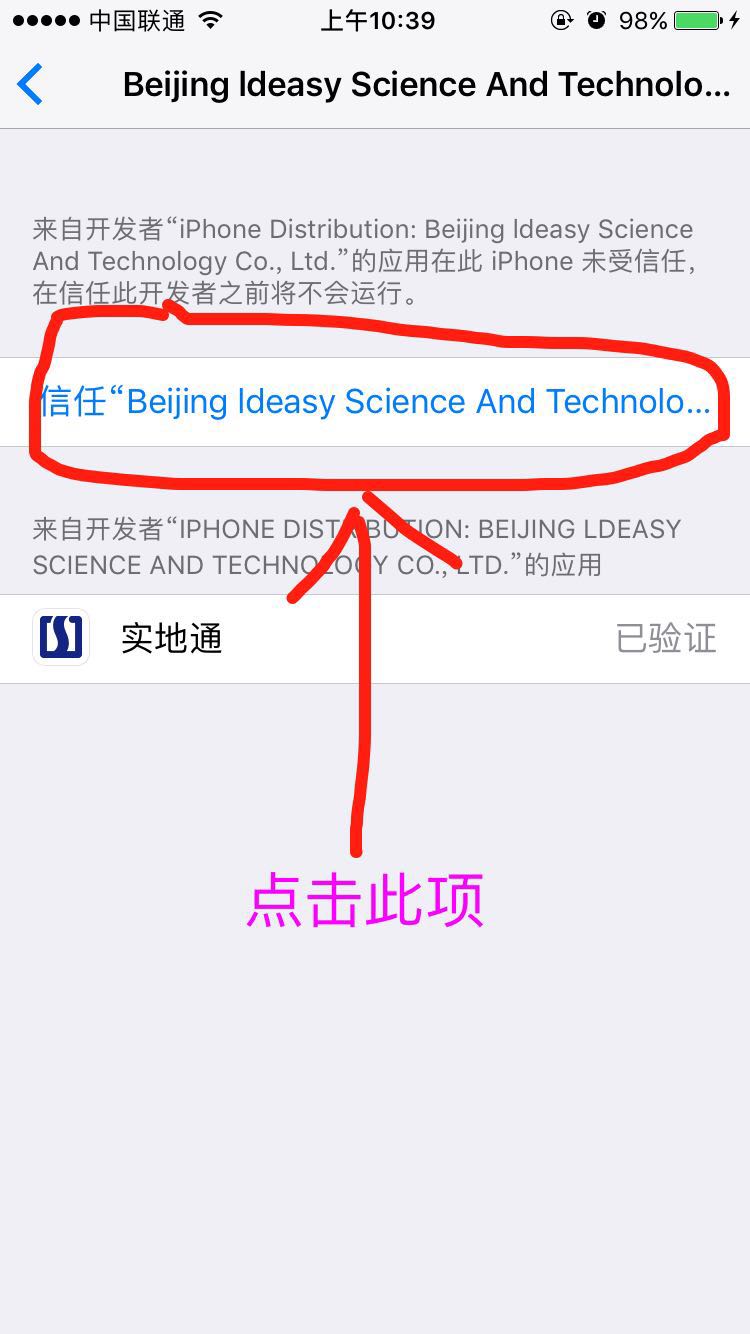 中国联通 上午10:39 98%
Beijing ldeasy Science And Technolo...
来自开发者“iPhone Distribution: Beijing ldeasy Science
And Technology Co., Ltd.”的应用在此 iPhone 未受信任,
在信任此开发者之前将不会运行。
信任“Beijing ldeasy Science And Technolo...
来自开发者“IPHONE DISTRIBUTION: BEIJING LDEASY
SCIENCE AND TECHNOLOGY CO., LTD.”的应用
实地通 已验证
点击此项